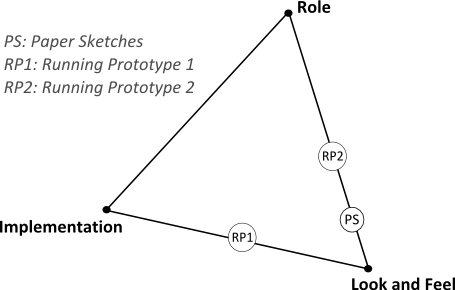 Role
PS: Paper Sketches
RP1: Running Prototype 1
RP2: Running Prototype 2
RP2
PS
Implementation
RP1
Look and Feel